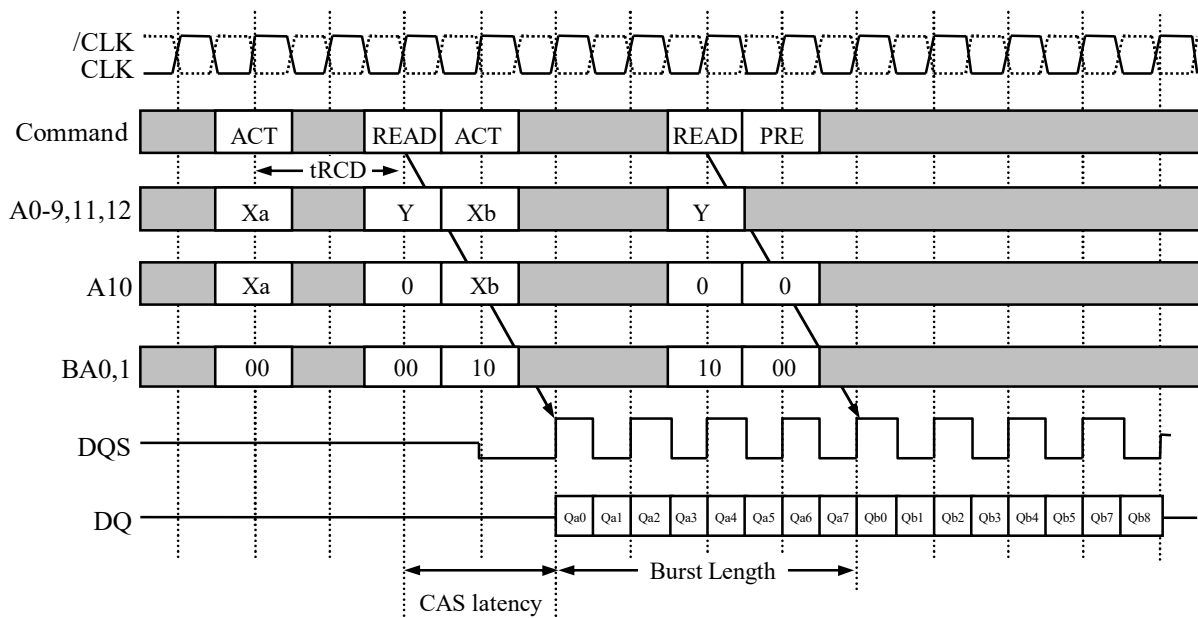 /CLK
CLK
Command ACT READ ACT READ PRE
tRCD
A0-9,11,12 Xa Y Xb Y
A10 Xa 0 Xb 0 0
BA0,1 00 00 10 10 00
DQS
DQ Qa0 Qa1 Qa2 Qa3 Qa4 Qa5 Qa6 Qa7 Qb0 Qb1 Qb2 Qb3 Qb4 Qb5 Qb7 Qb8
Burst Length
CAS latency